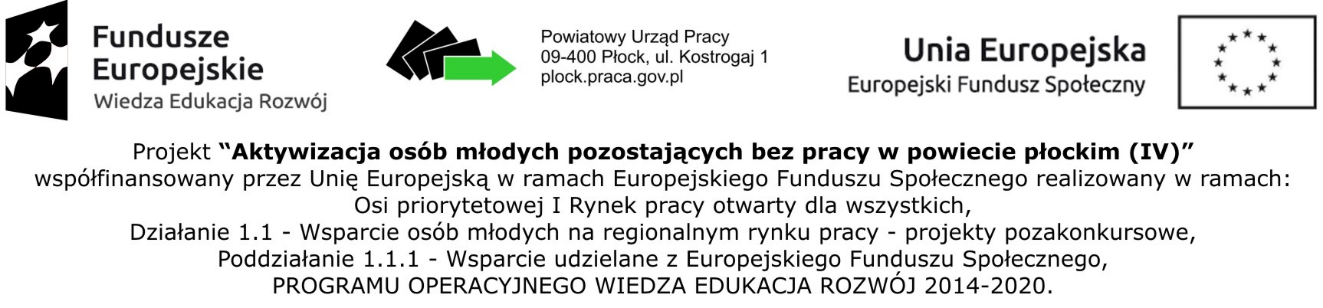 Fundusze
Europejskie
Wiedza Edukacja Rozwój
Powiatowy Urząd Pracy
09-400 Płock, ul. Kostrogaj 1
plock.praca.gov.pl
Unia Europejska
Europejski Fundusz Społeczny
Projekt “Aktywizacja osób młodych pozostających bez pracy w powiecie płockim (IV)”
współfinansowany przez Unię Europejską w ramach Europejskiego Funduszu Społecznego realizowany w ramach:
Osi priorytetowej I Rynek pracy otwarty dla wszystkich,
Działanie 1.1 - Wsparcie osób młodych na regionalnym rynku pracy - projekty pozakonkursowe,
Poddziałanie 1.1.1 - Wsparcie udzielane z Europejskiego Funduszu Społecznego,
PROGRAMU OPERACYJNEGO WIEDZA EDUKACJA ROZWÓJ 2014-2020.